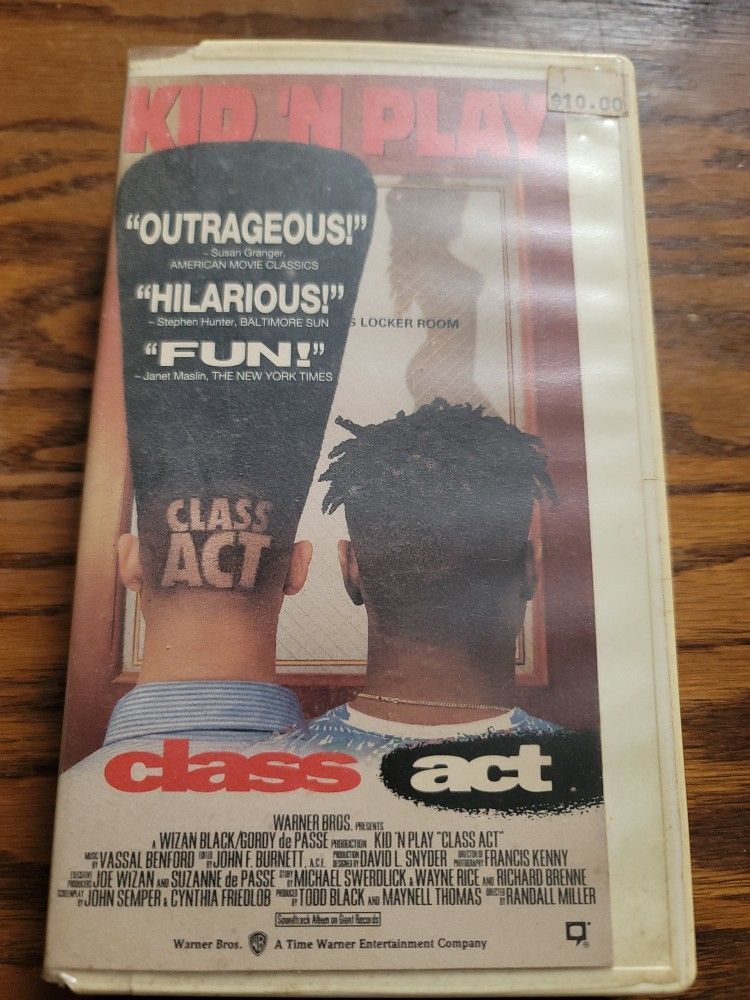 KID 'N PLAY
$10.00
“OUTRAGEOUS!”
– Susan Granger,
AMERICAN MOVIE CLASSICS
“HILARIOUS!”
– Stephen Hunter, BALTIMORE SUN
S LOCKER ROOM
“FUN!”
– Janet Maslin, THE NEW YORK TIMES
CLASS
ACT
class act
WARNER BROS. PRESENTS
A WIZAN BLACK/GORDY de PASSE PRODUCTION KID 'N PLAY "CLASS ACT"
MUSIC BY VASSAL BENFORD EDITED BY JOHN F. BURNETT, A.C.E. PRODUCTION DESIGNED BY DAVID L. SNYDER DIRECTOR OF PHOTOGRAPHY FRANCIS KENNY
EXECUTIVE PRODUCERS JOE WIZAN AND SUZANNE de PASSE STORY BY MICHAEL SWERDLICK & WAYNE RICE AND RICHARD BRENNE
SCREENPLAY BY JOHN SEMPER & CYNTHIA FRIEDLOB PRODUCED BY TODD BLACK AND MAYNELL THOMAS DIRECTED BY RANDALL MILLER
Soundtrack Album on Giant Records
Warner Bros. WB A Time Warner Entertainment Company
®